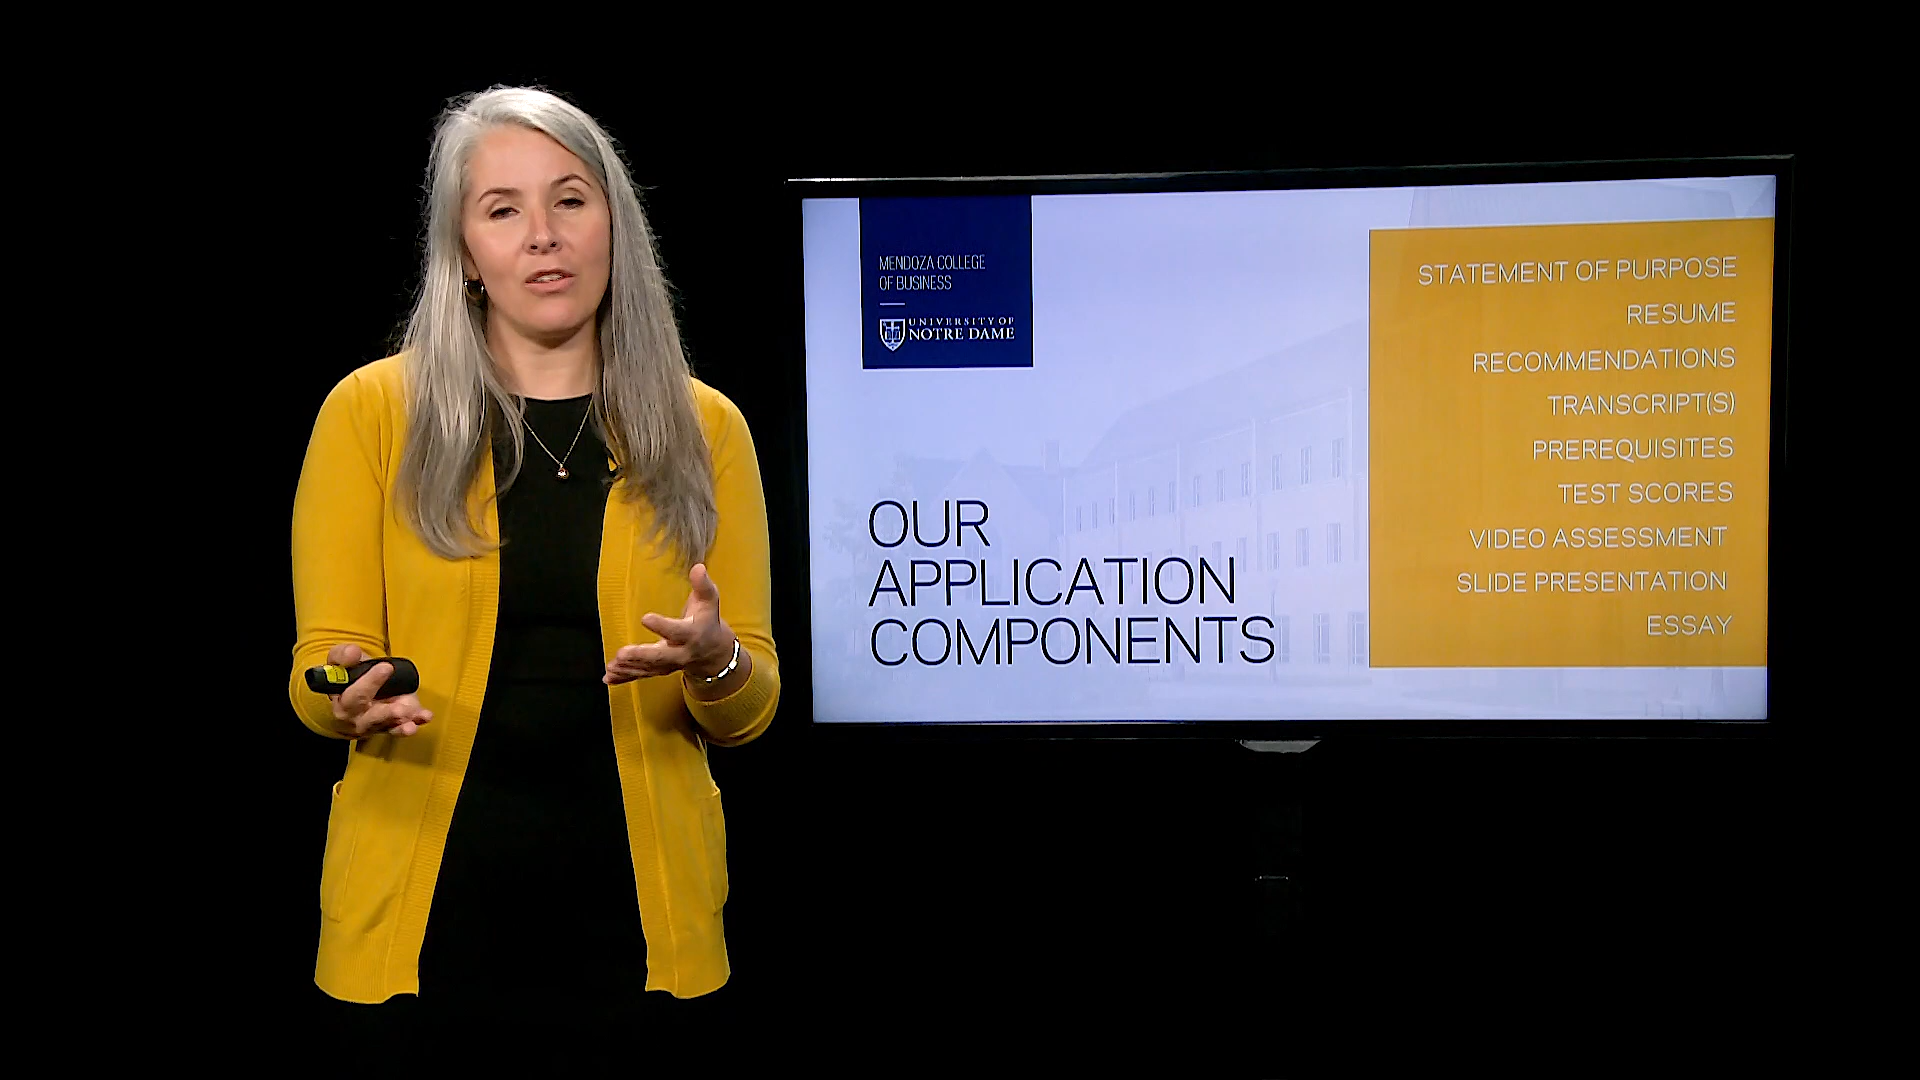 MENDOZA COLLEGE
OF BUSINESS
UNIVERSITY OF
NOTRE DAME
OUR
APPLICATION
COMPONENTS
STATEMENT OF PURPOSE
RESUME
RECOMMENDATIONS
TRANSCRIPT(S)
PREREQUISITES
TEST SCORES
VIDEO ASSESSMENT
SLIDE PRESENTATION
ESSAY